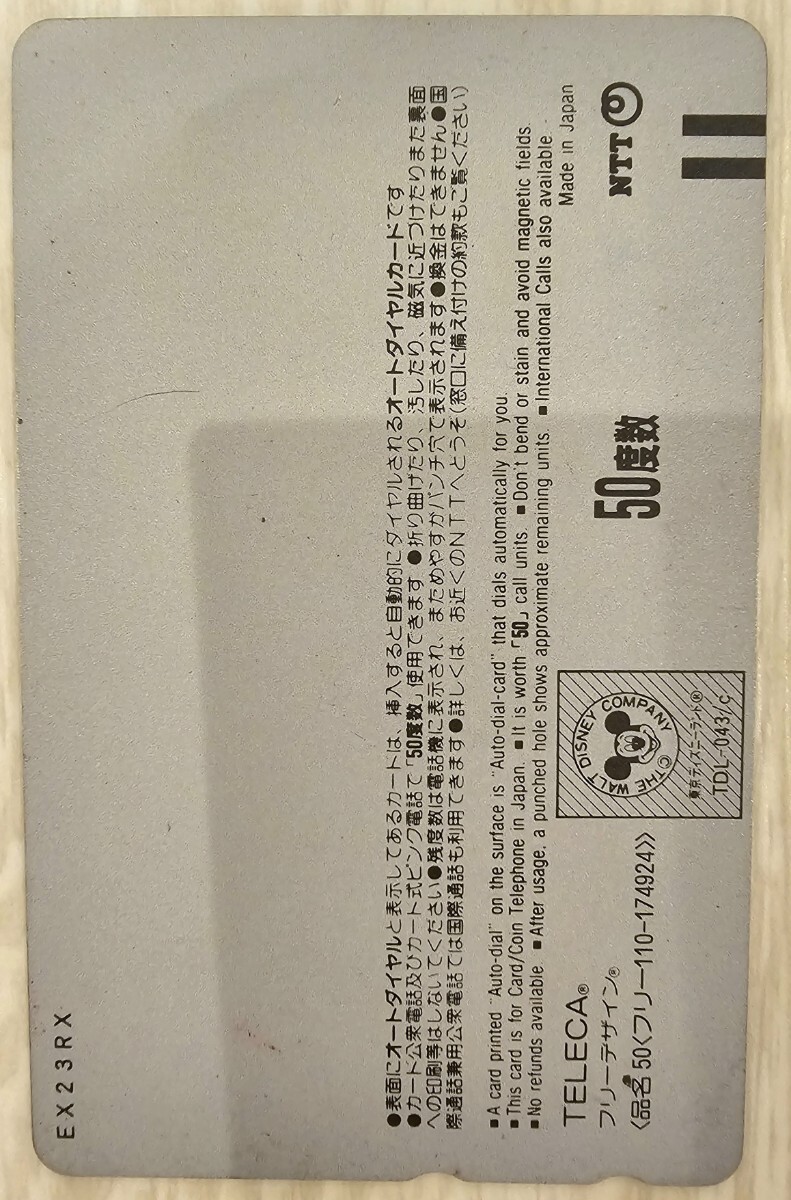 EX23RX
●表面にオートダイヤルと表示してあるカードは、挿入すると自動的にダイヤルされるオートダイヤルカードです
●カード公衆電話及びカード式ピンク電話で「50度数」使用できます ●折り曲げたり、汚したり、磁気に近づけたりまた裏面
への印刷等はしないでください●残度数は電話機に表示され、まためやすがパンチ穴で表示されます●換金はできません●国
際通話兼用公衆電話では国際通話も利用できます●詳しくは、お近くのNTTへどうぞ(窓口に備え付けの約款もご覧ください)
■A card printed "Auto-dial" on the surface is "Auto-dial-card" that dials automatically for you.
■This card is for Card/Coin Telephone in Japan. ■It is worth「50」call units. ■Don't bend or stain and avoid magnetic fields.
■No refunds available. ■After usage, a punched hole shows approximate remaining units. ■International Calls also available.
Made in Japan
TELECA®
フリーデザイン®
〈品名 50〈フリー110-174924〉〉
©THE WALT DISNEY COMPANY
東京ディズニーランド®
TDL-043/C
50度数
NTT